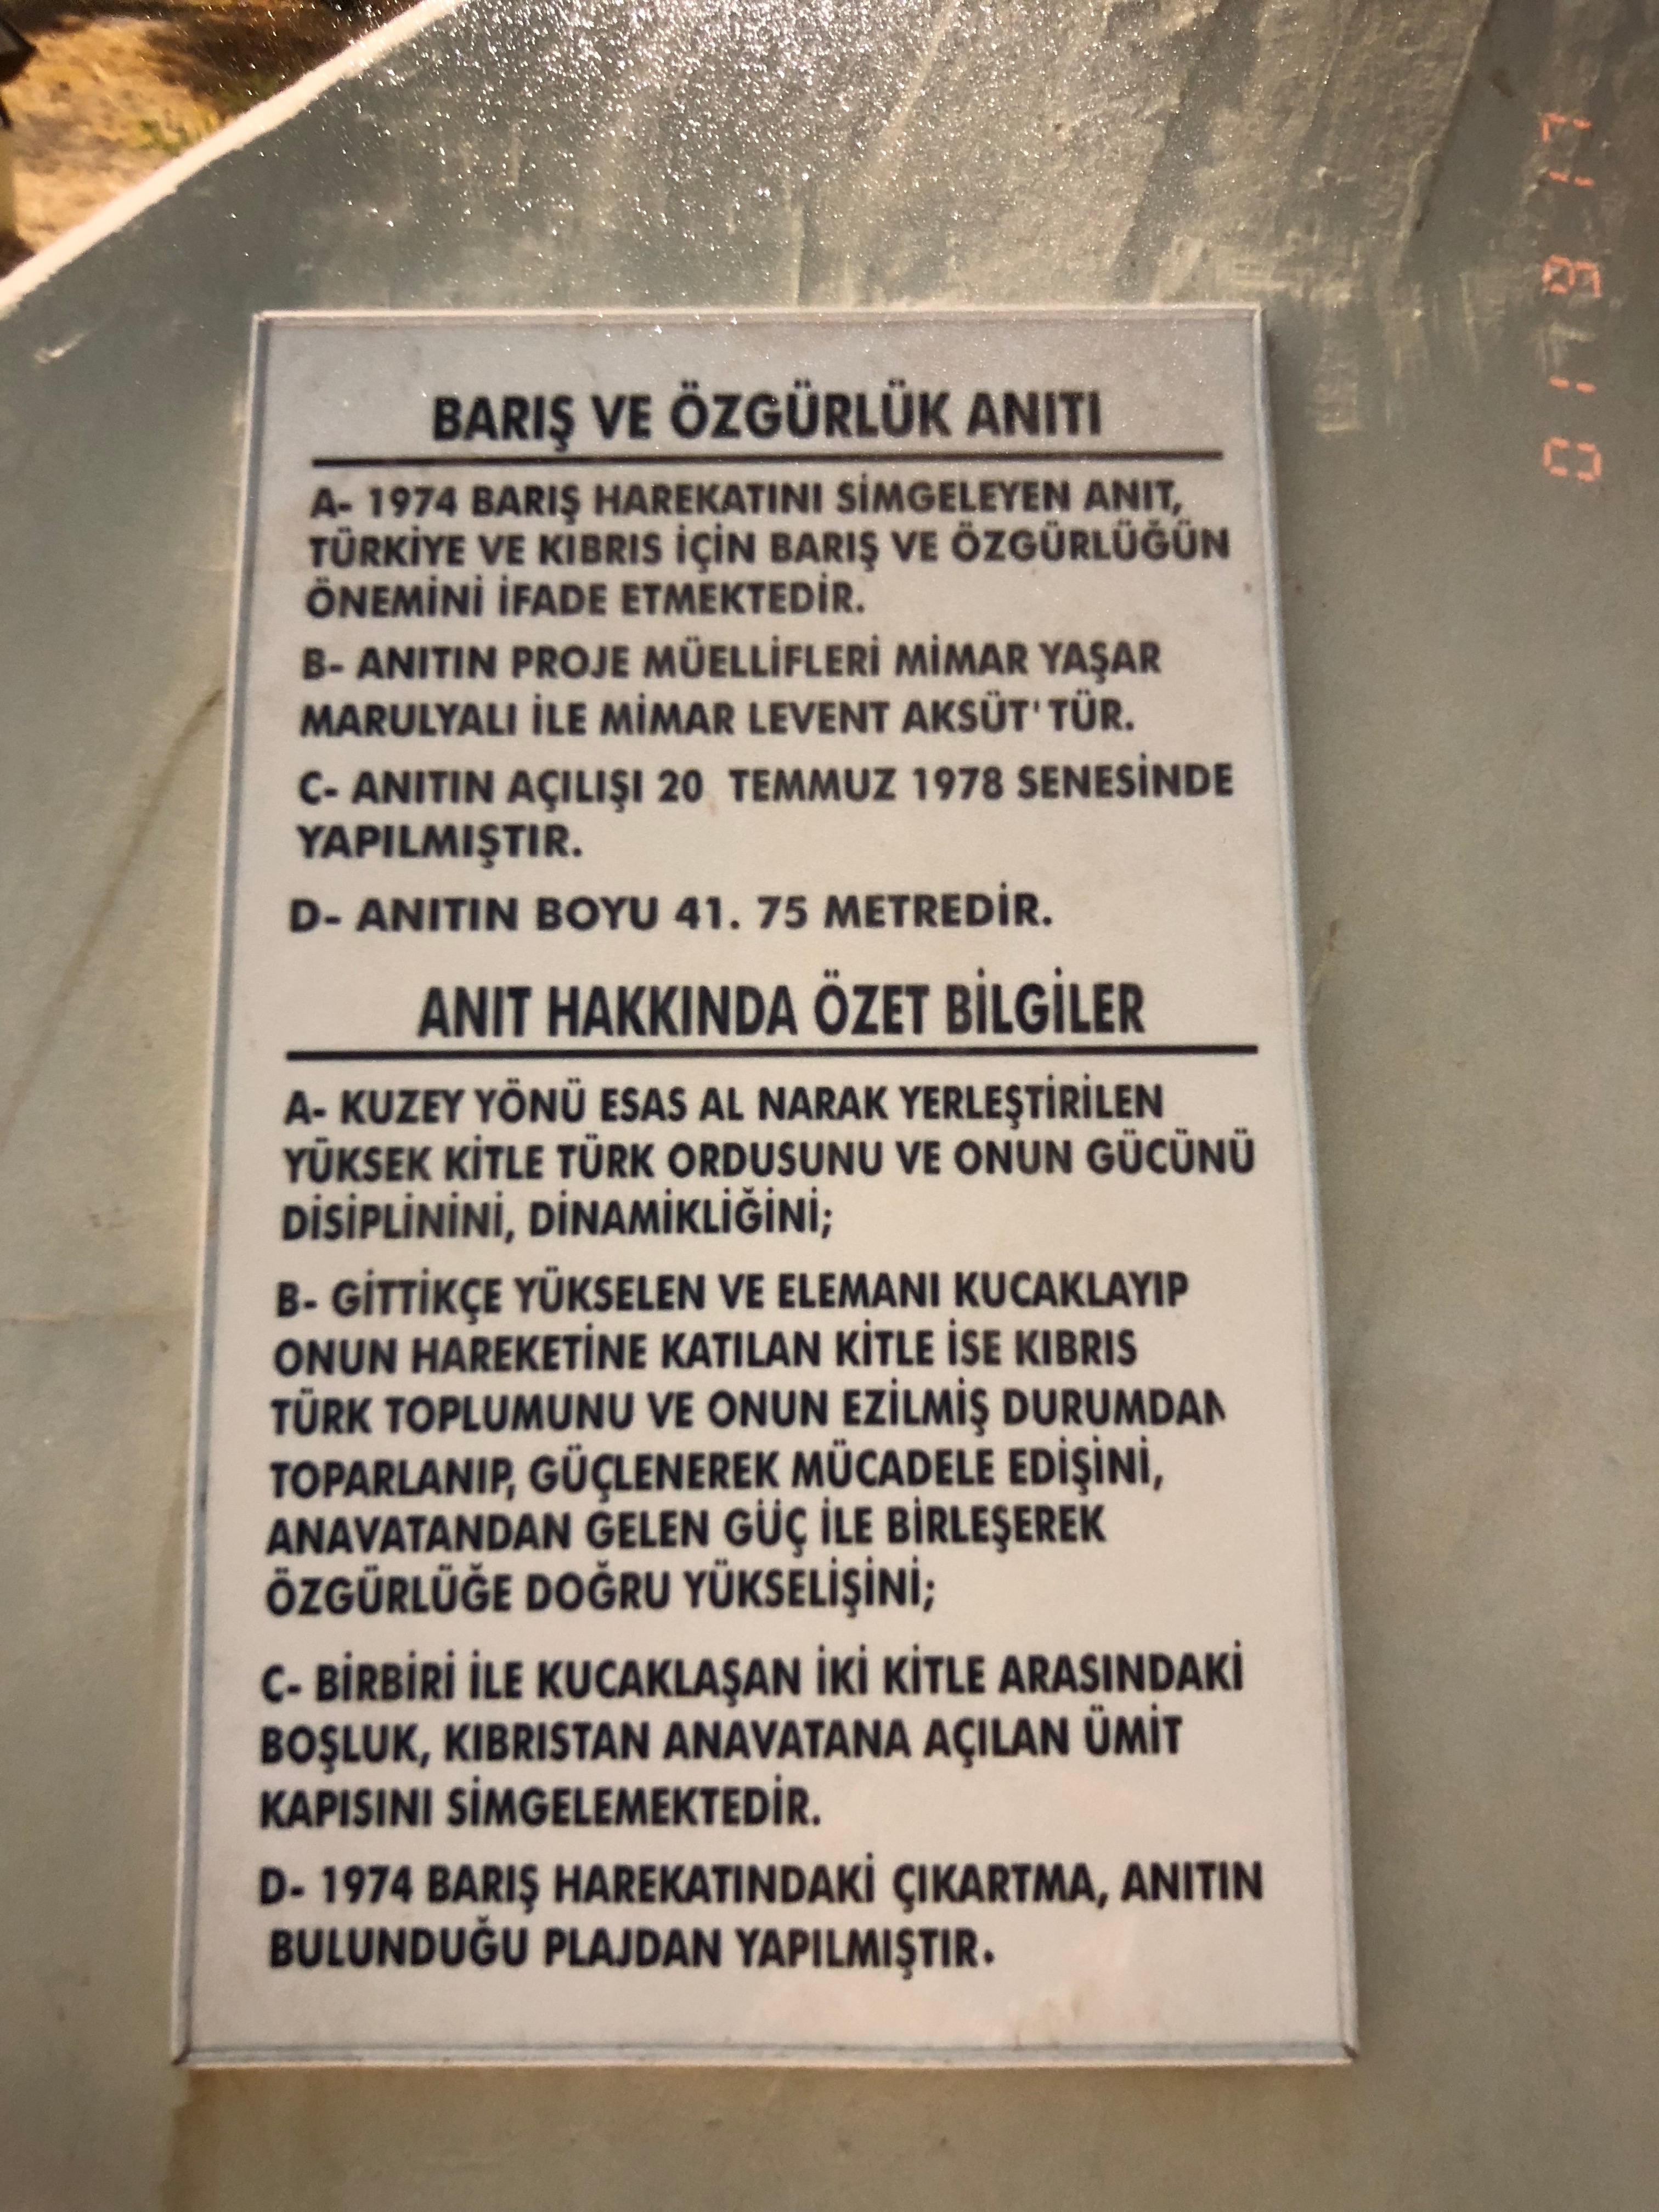 BARIŞ VE ÖZGÜRLÜK ANITI
A- 1974 BARIŞ HAREKATINI SİMGELEYEN ANIT,
TÜRKİYE VE KIBRIS İÇİN BARIŞ VE ÖZGÜRLÜĞÜN
ÖNEMİNİ İFADE ETMEKTEDİR.
B- ANITIN PROJE MÜELLİFLERİ MİMAR YAŞAR
MARULYALI İLE MİMAR LEVENT AKSÜT'TÜR.
C- ANITIN AÇILIŞI 20 TEMMUZ 1978 SENESİNDE
YAPILMIŞTIR.
D- ANITIN BOYU 41. 75 METREDİR.
ANIT HAKKINDA ÖZET BİLGİLER
A- KUZEY YÖNÜ ESAS AL NARAK YERLEŞTİRİLEN
YÜKSEK KİTLE TÜRK ORDUSUNU VE ONUN GÜCÜNÜ
DİSİPLİNİNİ, DİNAMİKLİĞİNİ;
B- GİTTİKÇE YÜKSELEN VE ELEMANI KUCAKLAYIP
ONUN HAREKETİNE KATILAN KİTLE İSE KIBRIS
TÜRK TOPLUMUNU VE ONUN EZİLMİŞ DURUMDAN
TOPARLANIP, GÜÇLENEREK MÜCADELE EDİŞİNİ,
ANAVATANDAN GELEN GÜÇ İLE BİRLEŞEREK
ÖZGÜRLÜĞE DOĞRU YÜKSELİŞİNİ;
C- BİRBİRİ İLE KUCAKLAŞAN İKİ KİTLE ARASINDAKİ
BOŞLUK, KIBRISTAN ANAVATANA AÇILAN ÜMİT
KAPISINI SİMGELEMEKTEDİR.
D- 1974 BARIŞ HAREKATINDAKİ ÇIKARTMA, ANITIN
BULUNDUĞU PLAJDAN YAPILMIŞTIR.